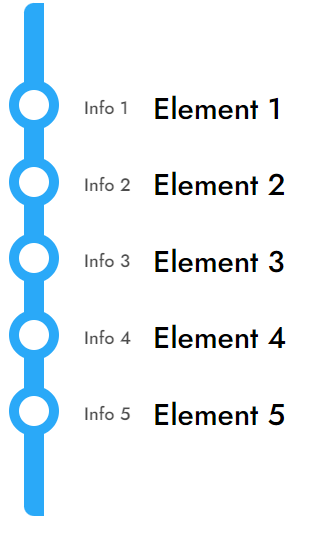 Info 1 Element 1
Info 2 Element 2
Info 3 Element 3
Info 4 Element 4
Info 5 Element 5